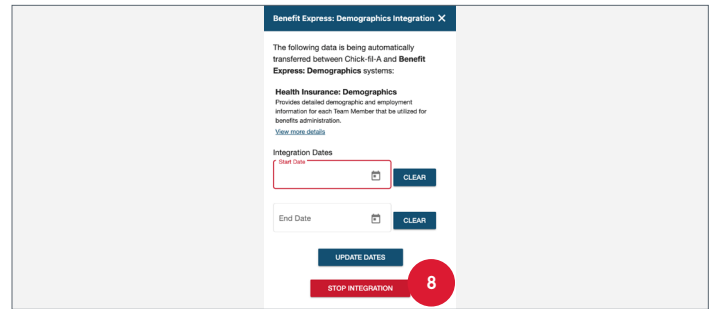 Benefit Express: Demographics Integration X
The following data is being automatically
transferred between Chick-fil-A and Benefit
Express: Demographics systems:
Health Insurance: Demographics
Provides detailed demographic and employment
information for each Team Member that be utilized for
benefits administration.
View more details
Integration Dates
Start Date
CLEAR
End Date
CLEAR
UPDATE DATES
STOP INTEGRATION
8